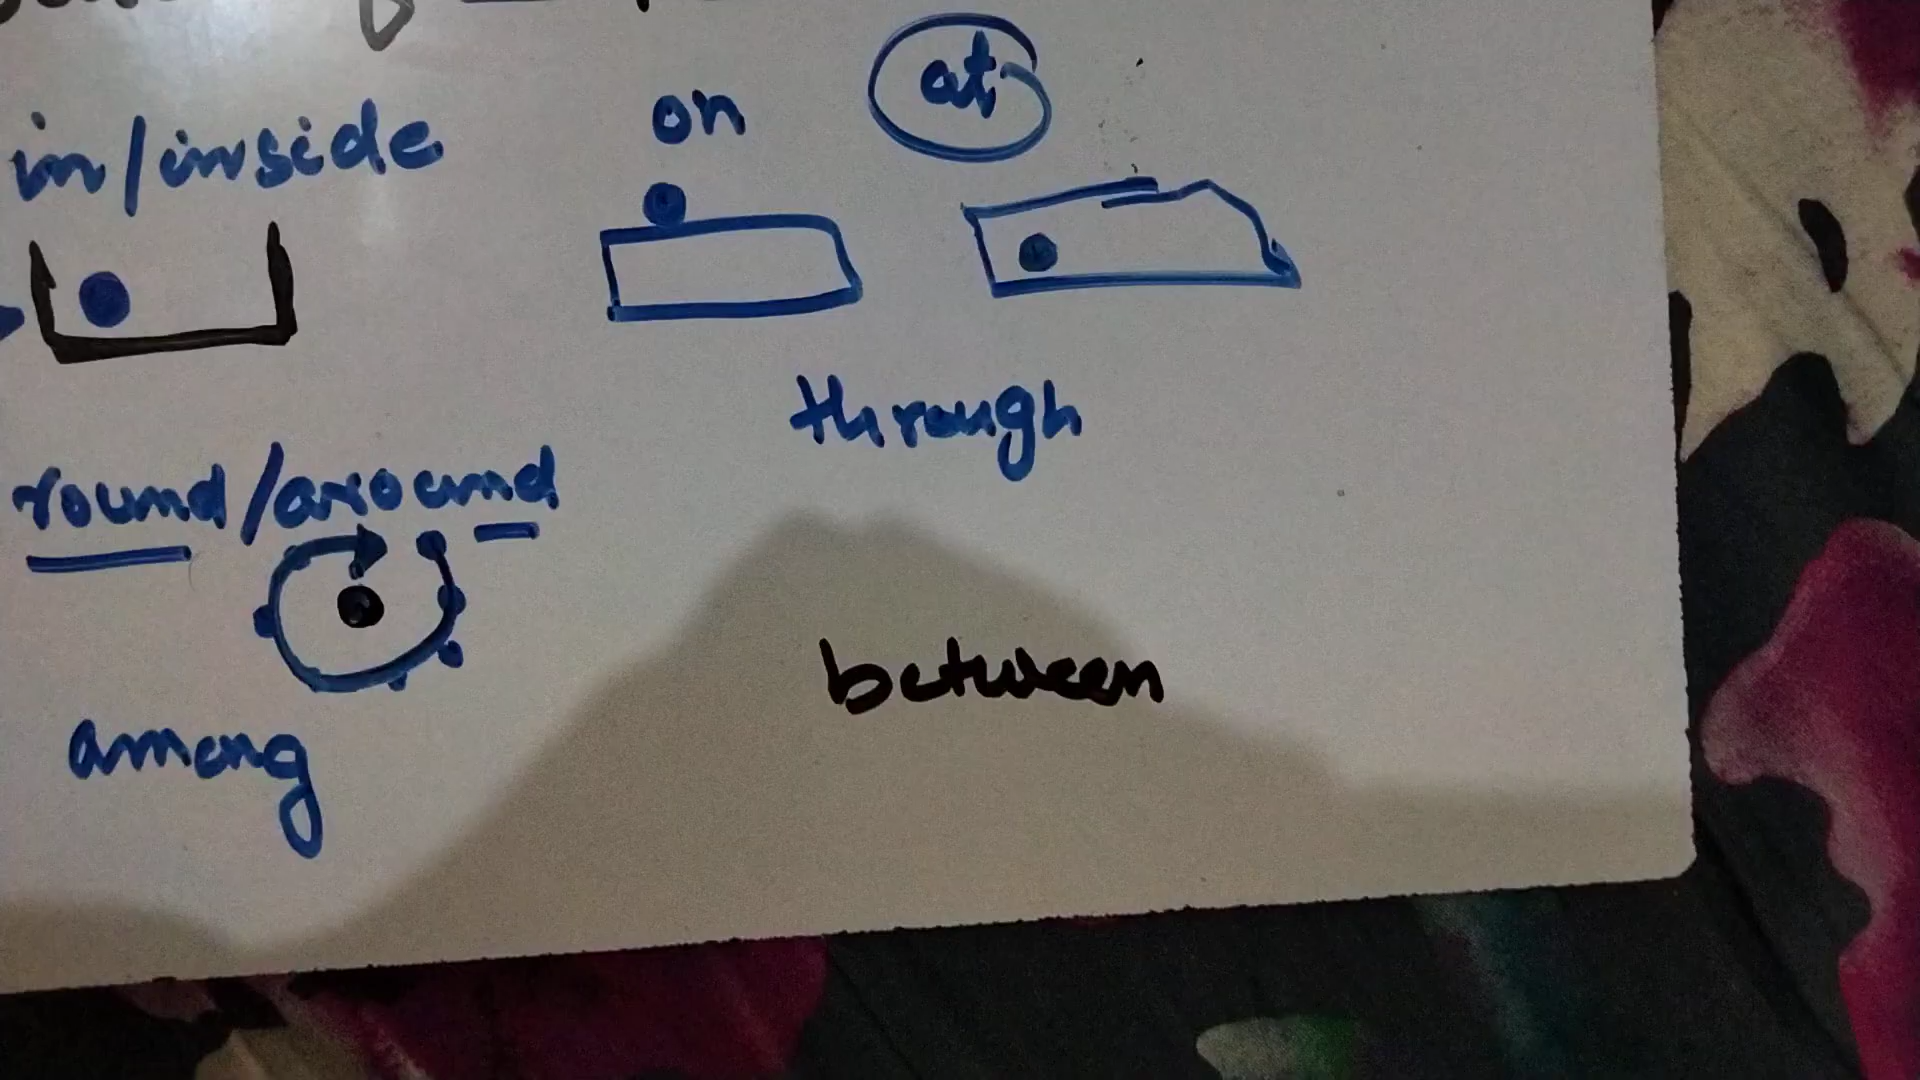 in/inside
on
at
through
round/around
between
among